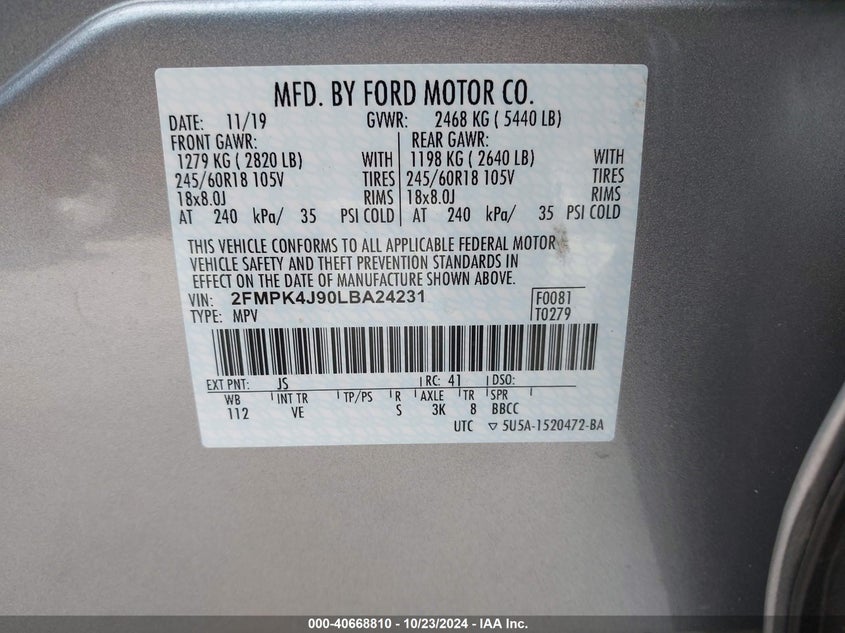 MFD. BY FORD MOTOR CO.
DATE: 11/19 GVWR: 2468 KG ( 5440 LB)
FRONT GAWR: REAR GAWR:
1279 KG ( 2820 LB) WITH 1198 KG ( 2640 LB) WITH
245/60R18 105V TIRES 245/60R18 105V TIRES
18x8.0J RIMS 18x8.0J RIMS
AT 240 kPa/ 35 PSI COLD AT 240 kPa/ 35 PSI COLD
THIS VEHICLE CONFORMS TO ALL APPLICABLE FEDERAL MOTOR
VEHICLE SAFETY AND THEFT PREVENTION STANDARDS IN
EFFECT ON THE DATE OF MANUFACTURE SHOWN ABOVE.
VIN: 2FMPK4J90LBA24231 F0081
TYPE: MPV T0279
EXT PNT: JS RC: 41 DSO:
WB INT TR TP/PS R AXLE TR SPR
112 VE S 3K 8 BBCC
UTC ▽ 5U5A-1520472-BA
000-40668810 - 10/23/2024 - IAA Inc.